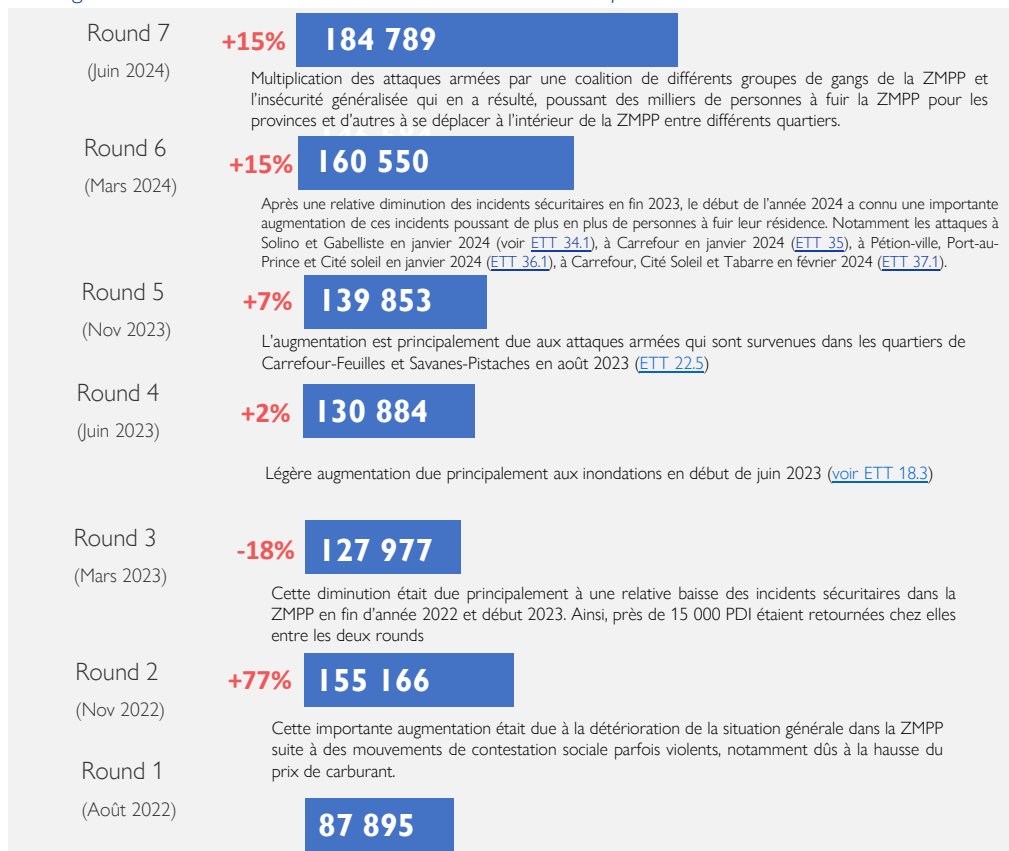 Round 7
(Juin 2024)
+15%
184 789
Multiplication des attaques armées par une coalition de différents groupes de gangs de la ZMPP et
l’insécurité généralisée qui en a résulté, poussant des milliers de personnes à fuir la ZMPP pour les
provinces et d’autres à se déplacer à l’intérieur de la ZMPP entre différents quartiers.
Round 6
(Mars 2024)
+15%
160 550
Après une relative diminution des incidents sécuritaires en fin 2023, le début de l’année 2024 a connu une importante
augmentation de ces incidents poussant de plus en plus de personnes à fuir leur résidence. Notamment les attaques à
Solino et Gabelliste en janvier 2024 (voir ETT 34.1), à Carrefour en janvier 2024 (ETT 35), à Pétion-ville, Port-au-
Prince et Cité soleil en janvier 2024 (ETT 36.1), à Carrefour, Cité Soleil et Tabarre en février 2024 (ETT 37.1).
Round 5
(Nov 2023)
+7%
139 853
L’augmentation est principalement due aux attaques armées qui sont survenues dans les quartiers de
Carrefour-Feuilles et Savanes-Pistaches en août 2023 (ETT 22.5)
Round 4
(Juin 2023)
+2%
130 884
Légère augmentation due principalement aux inondations en début de juin 2023 (voir ETT 18.3)
Round 3
(Mars 2023)
-18%
127 977
Cette diminution était due principalement à une relative baisse des incidents sécuritaires dans la
ZMPP en fin d’année 2022 et début 2023. Ainsi, près de 15 000 PDI étaient retournées chez elles
entre les deux rounds
Round 2
(Nov 2022)
+77%
155 166
Cette importante augmentation était due à la détérioration de la situation générale dans la ZMPP
suite à des mouvements de contestation sociale parfois violents, notamment dûs à la hausse du
prix de carburant.
Round 1
(Août 2022)
87 895